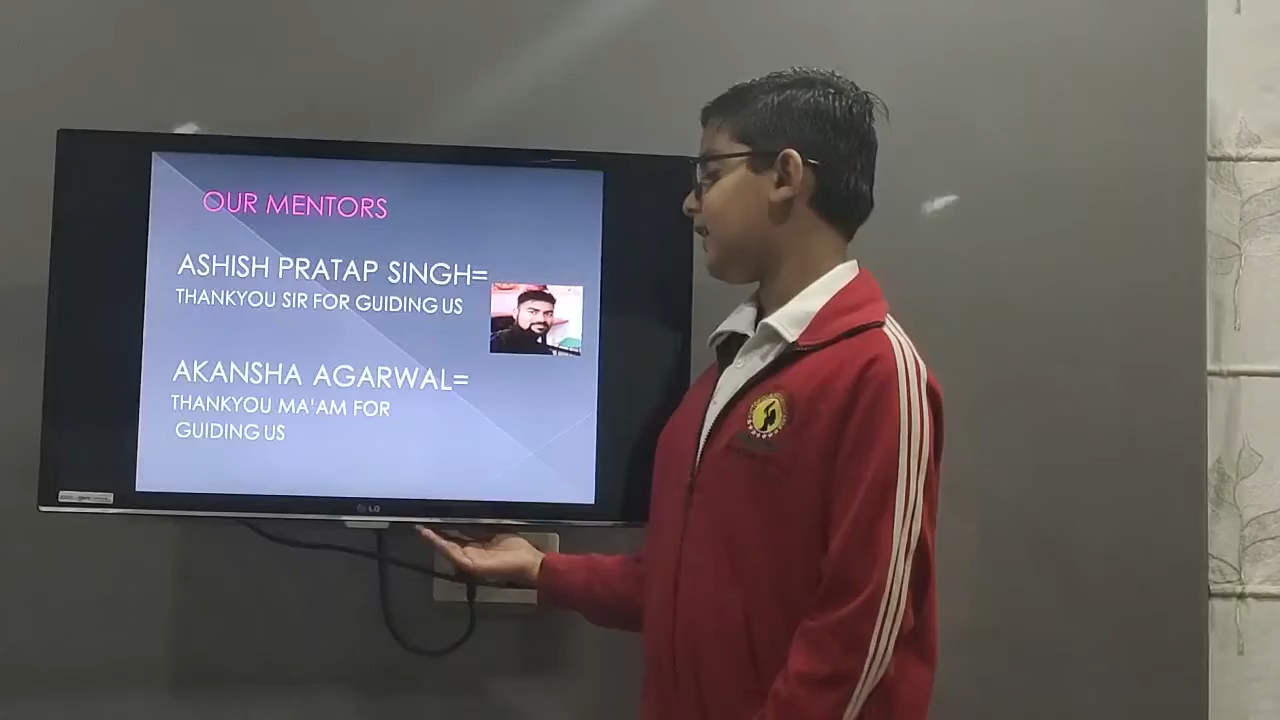 OUR MENTORS
ASHISH PRATAP SINGH=
THANKYOU SIR FOR GUIDING US
AKANSHA AGARWAL=
THANKYOU MA'AM FOR
GUIDING US
LG